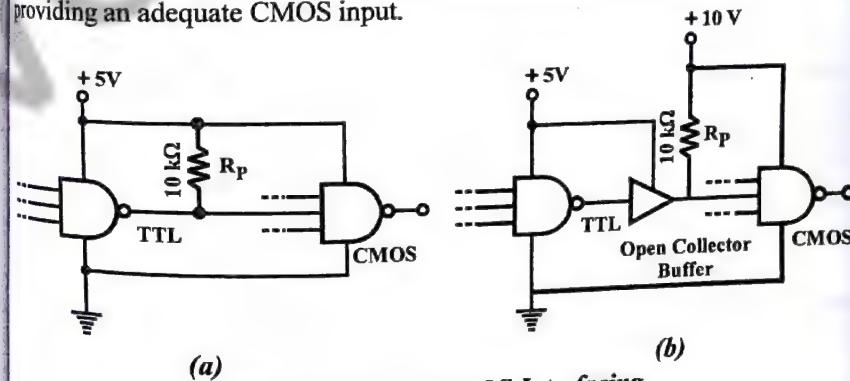 providing an adequate CMOS input.
+ 10 V
+ 5V
+ 5V
10 kΩ
RP
10 kΩ
RP
TTL
CMOS
TTL
Open Collector
Buffer
CMOS
(a)
(b)
Interfacing